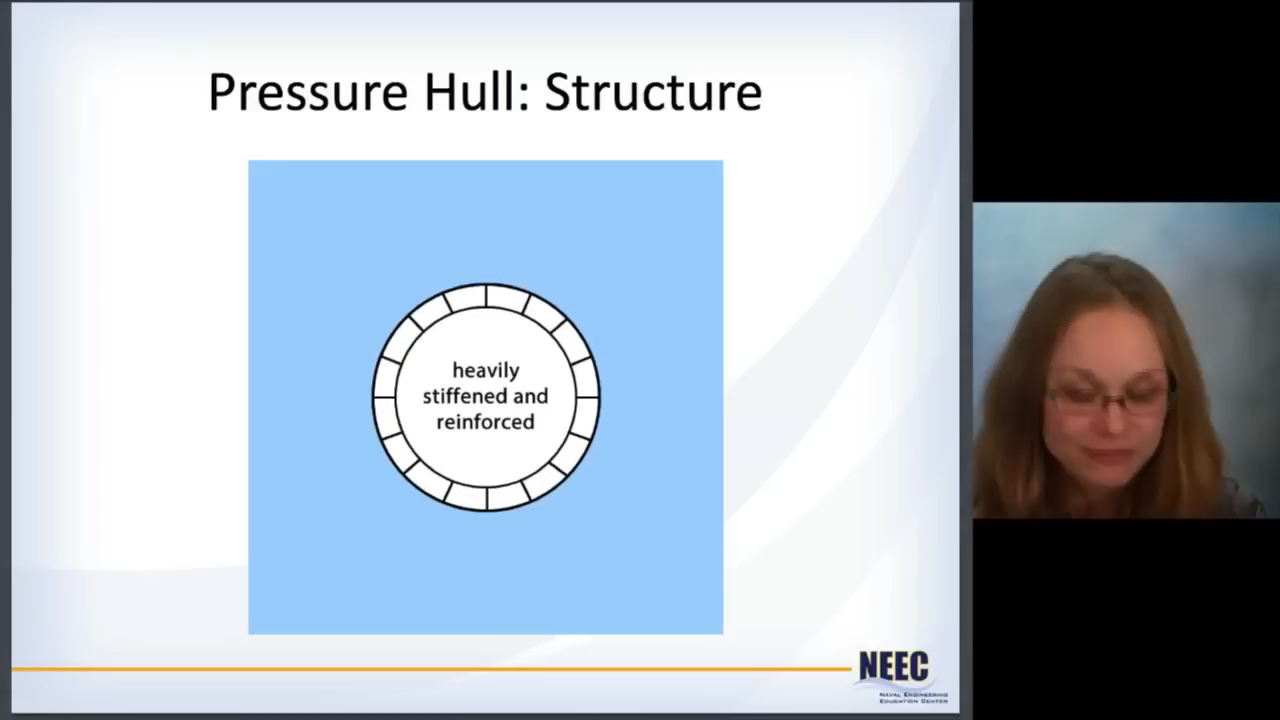 Pressure Hull: Structure
heavily
stiffened and
reinforced
NEEC
NAVAL ENGINEERING
EDUCATION CENTER